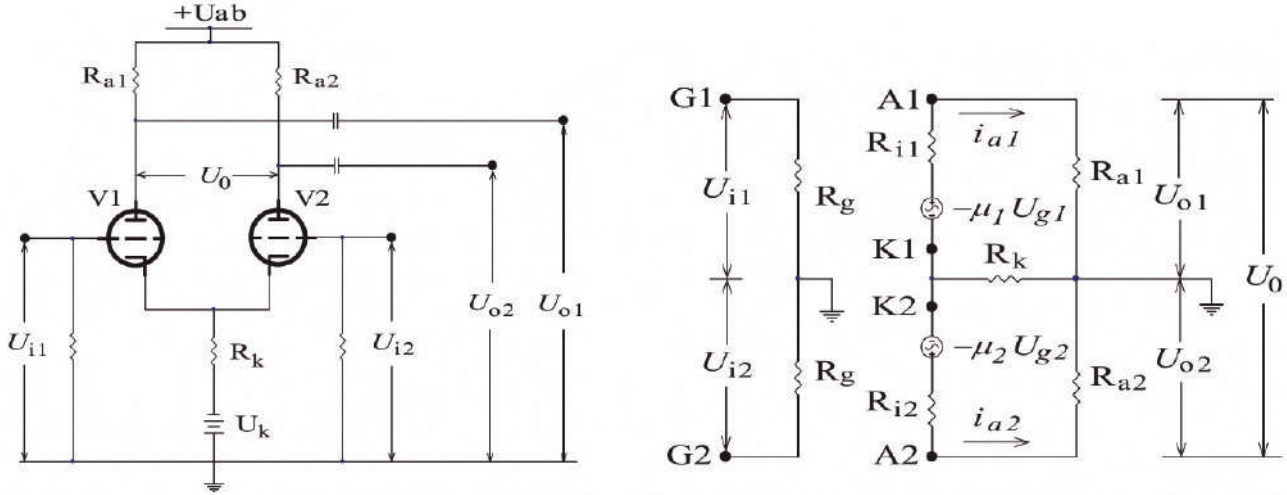 +Uab
Ra1
Ra2
U0
V1
V2
Ui1
Rk
Ui2
Uo2
Uo1
Uk
G1
A1
Ri1
ia1
Ui1
Rg
−μ1 Ug1
Ra1
Uo1
K1
Rk
U0
K2
Ui2
Rg
−μ2 Ug2
Ra2
Uo2
Ri2
ia2
G2
A2